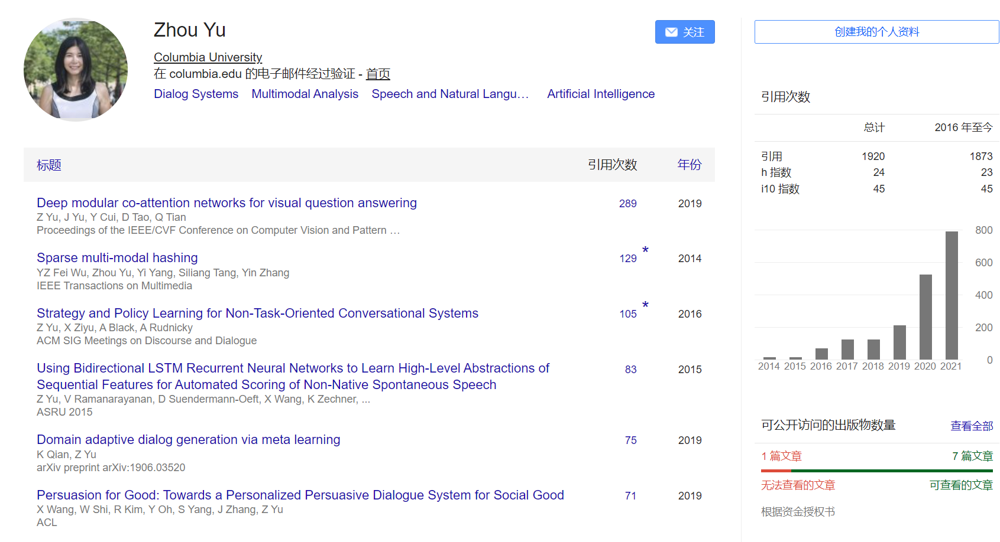 Zhou Yu
关注
Columbia University
在 columbia.edu 的电子邮件经过验证 - 首页
Dialog Systems Multimodal Analysis Speech and Natural Langu… Artificial Intelligence
标题 引用次数 年份
Deep modular co-attention networks for visual question answering 289 2019
Z Yu, J Yu, Y Cui, D Tao, Q Tian
Proceedings of the IEEE/CVF Conference on Computer Vision and Pattern …
Sparse multi-modal hashing 129 * 2014
YZ Fei Wu, Zhou Yu, Yi Yang, Siliang Tang, Yin Zhang
IEEE Transactions on Multimedia
Strategy and Policy Learning for Non-Task-Oriented Conversational Systems 105 * 2016
Z Yu, X Ziyu, A Black, A Rudnicky
ACM SIG Meetings on Discourse and Dialogue
Using Bidirectional LSTM Recurrent Neural Networks to Learn High-Level Abstractions of 83 2015
Sequential Features for Automated Scoring of Non-Native Spontaneous Speech
Z Yu, V Ramanarayanan, D Suendermann-Oeft, X Wang, K Zechner, ...
ASRU 2015
Domain adaptive dialog generation via meta learning 75 2019
K Qian, Z Yu
arXiv preprint arXiv:1906.03520
Persuasion for Good: Towards a Personalized Persuasive Dialogue System for Social Good 71 2019
X Wang, W Shi, R Kim, Y Oh, S Yang, J Zhang, Z Yu
ACL
创建我的个人资料
引用次数
总计 2016 年至今
引用 1920 1873
h 指数 24 23
i10 指数 45 45
800
600
400
200
0
2014 2015 2016 2017 2018 2019 2020 2021
可公开访问的出版物数量 查看全部
1 篇文章 7 篇文章
无法查看的文章 可查看的文章
根据资金授权书